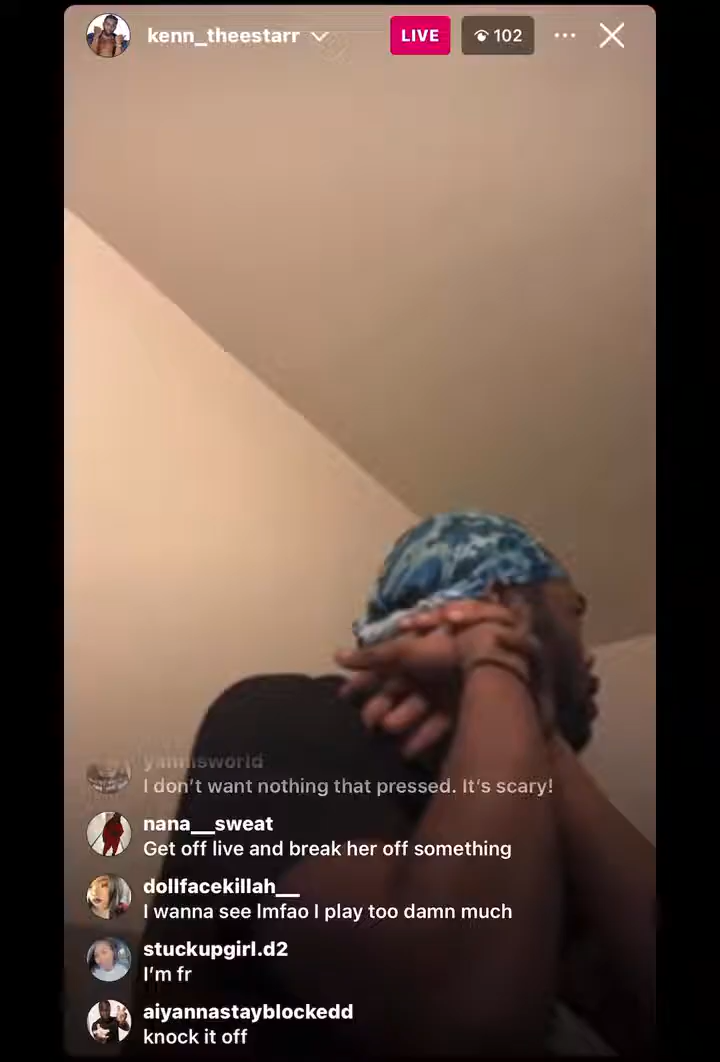 kenn_theestarr
LIVE
102
yannisworld
I don't want nothing that pressed. It's scary!
nana__sweat
Get off live and break her off something
dollfacekillah__
I wanna see lmfao I play too damn much
stuckupgirl.d2
I'm fr
aiyannastayblockedd
knock it off